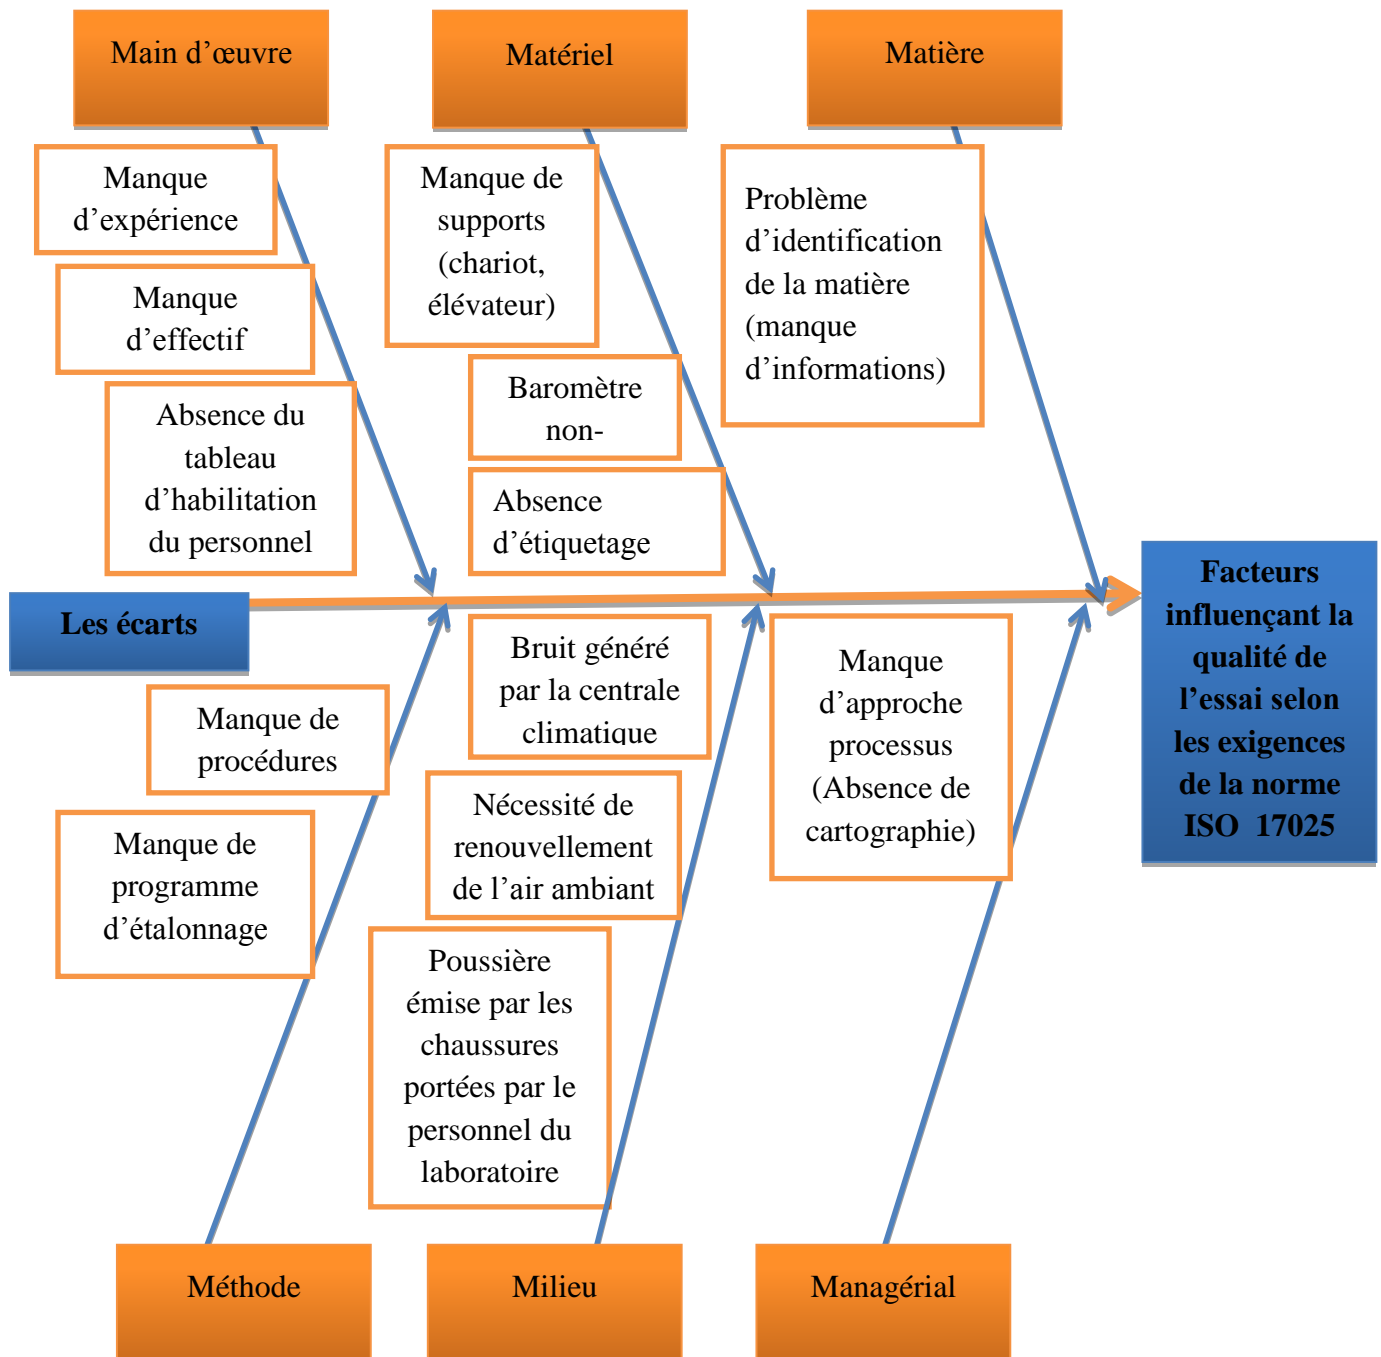 Main d’œuvre
Matériel
Matière
Manque
d’expérience
Manque
d’effectif
Absence du
tableau
d’habilitation
du personnel
Manque de
supports
(chariot,
élévateur)
Baromètre
non-
Absence
d’étiquetage
Problème
d’identification
de la matière
(manque
d’informations)
Les écarts
Facteurs
influençant la
qualité de
l’essai selon
les exigences
de la norme
ISO 17025
Manque de
procédures
Manque de
programme
d’étalonnage
Bruit généré
par la centrale
climatique
Nécessité de
renouvellement
de l’air ambiant
Poussière
émise par les
chaussures
portées par le
personnel du
laboratoire
Manque
d’approche
processus
(Absence de
cartographie)
Méthode
Milieu
Managérial